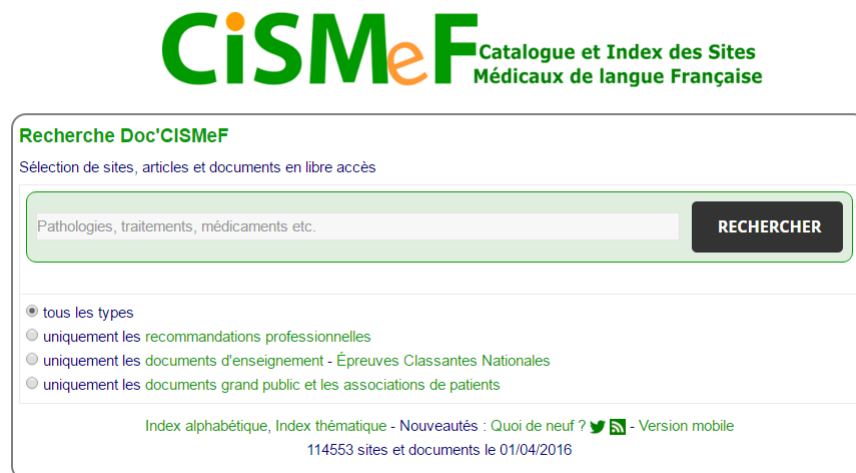 CiSMeF
Catalogue et Index des Sites
Médicaux de langue Française
Recherche Doc'CISMeF
Sélection de sites, articles et documents en libre accès
Pathologies, traitements, médicaments etc.
RECHERCHER
tous les types
uniquement les recommandations professionnelles
uniquement les documents d'enseignement - Épreuves Classantes Nationales
uniquement les documents grand public et les associations de patients
Index alphabétique, Index thématique - Nouveautés : Quoi de neuf ? - Version mobile
114553 sites et documents le 01/04/2016